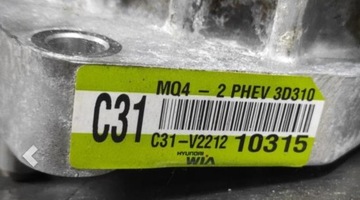 MQ4 - 2 PHEV 3D310
C31
C31-V2212 10315
HYUNDAI
WIA